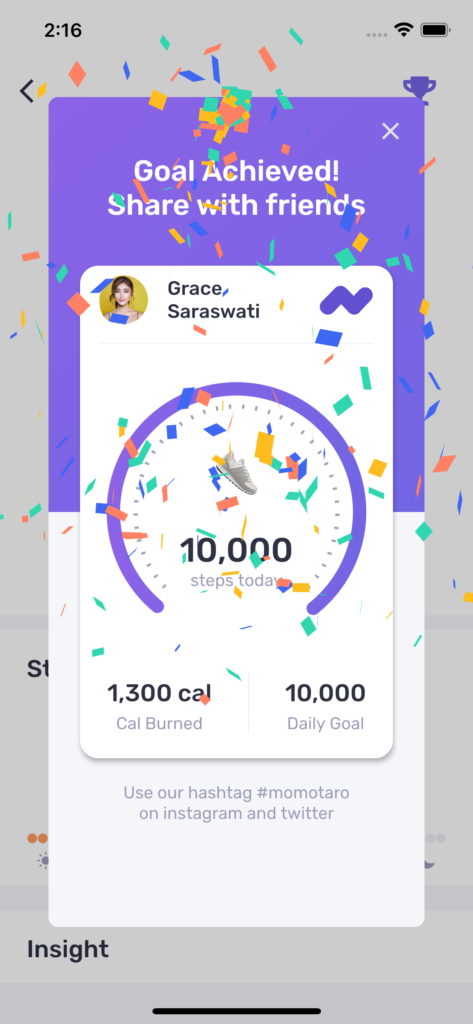 2:16
Goal Achieved!
Share with friends
Grace
Saraswati
10,000
steps today
1,300 cal
Cal Burned
10,000
Daily Goal
Use our hashtag #momotaro
on instagram and twitter
St
Insight